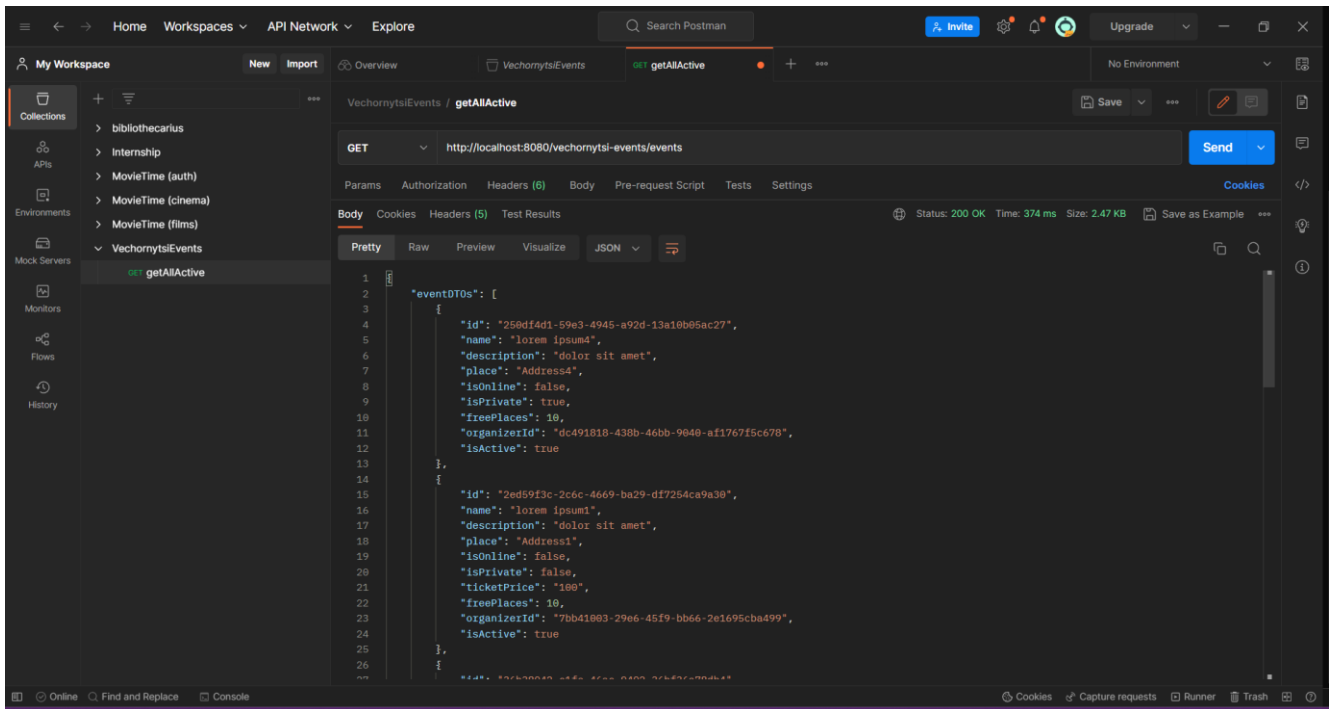 Home Workspaces API Network Explore Search Postman Invite Upgrade
My Workspace New Import Overview VechornytsiEvents GET getAllActive No Environment
Collections
APIs
Environments
Mock Servers
Monitors
Flows
History
bibliothecarius
Internship
MovieTime (auth)
MovieTime (cinema)
MovieTime (films)
VechornytsiEvents
GET getAllActive
VechornytsiEvents / getAllActive Save
GET http://localhost:8080/vechornytsi-events/events Send
Params Authorization Headers (6) Body Pre-request Script Tests Settings Cookies
Body Cookies Headers (5) Test Results Status: 200 OK Time: 374 ms Size: 2.47 KB Save as Example
Pretty Raw Preview Visualize JSON
1 {
2 "eventDTOs": [
3 {
4 "id": "250df4d1-59e3-4945-a92d-13a10b05ac27",
5 "name": "lorem ipsum4",
6 "description": "dolor sit amet",
7 "place": "Address4",
8 "isOnline": false,
9 "isPrivate": true,
10 "freePlaces": 10,
11 "organizerId": "dc491818-438b-46bb-9040-af1767f5c678",
12 "isActive": true
13 },
14 {
15 "id": "2ed59f3c-2c6c-4669-ba29-df7254ca9a30",
16 "name": "lorem ipsum1",
17 "description": "dolor sit amet",
18 "place": "Address1",
19 "isOnline": false,
20 "isPrivate": false,
21 "ticketPrice": "100",
22 "freePlaces": 10,
23 "organizerId": "7bb41003-29e6-45f9-bb66-2e1695cba499",
24 "isActive": true
25 },
26 {
Online Find and Replace Console Cookies Capture requests Runner Trash